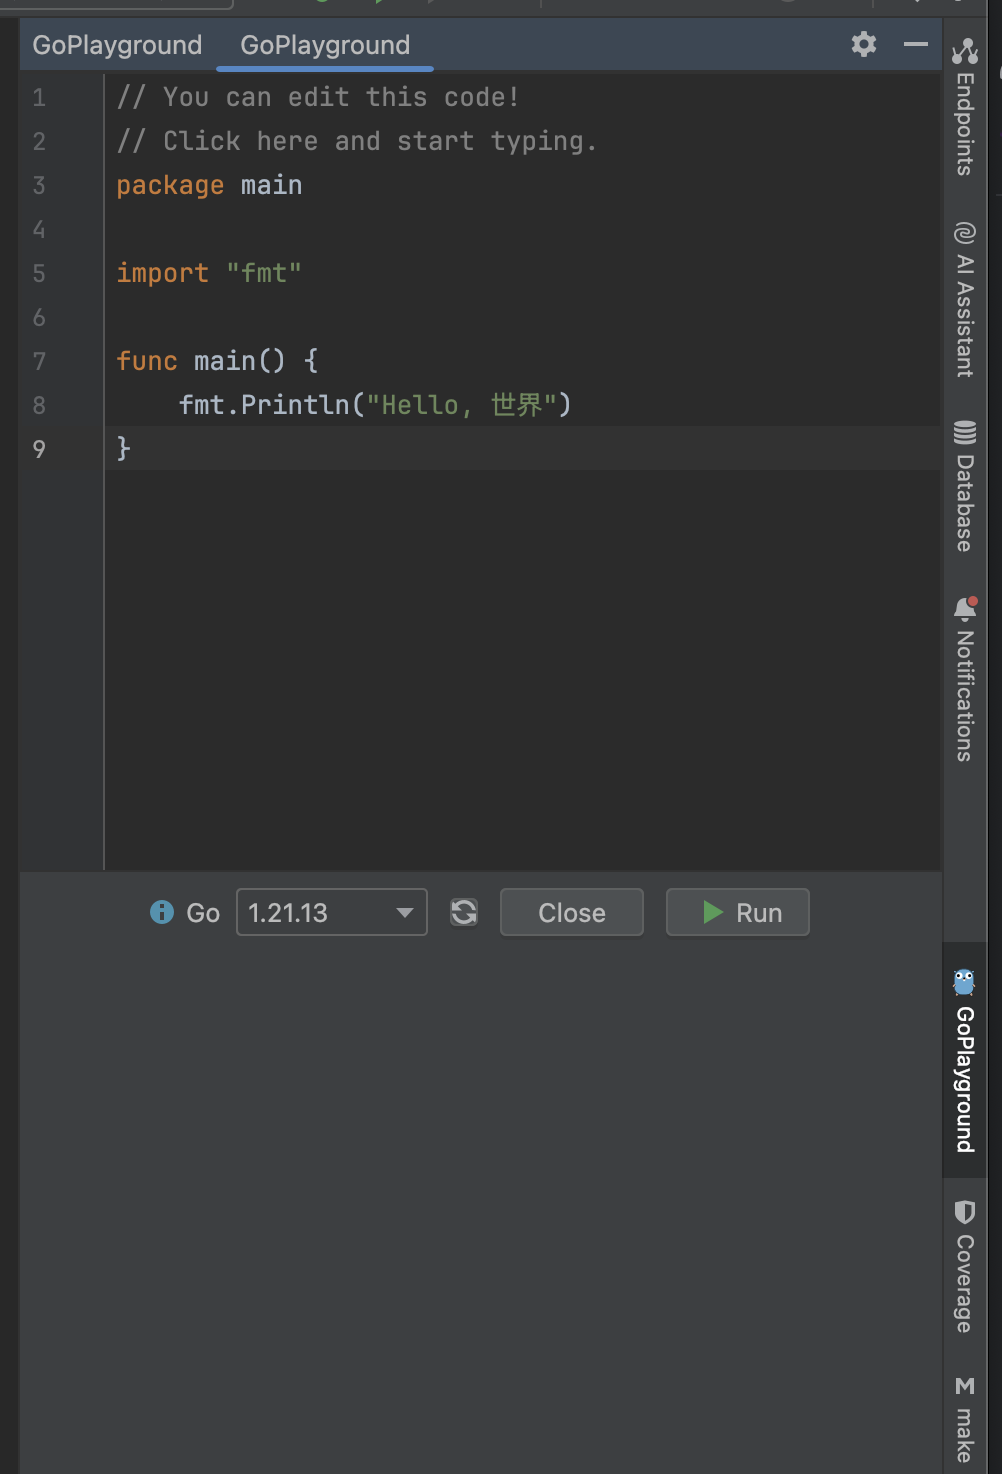 GoPlayground GoPlayground
1 // You can edit this code!
2 // Click here and start typing.
3 package main
4
5 import "fmt"
6
7 func main() {
8 fmt.Println("Hello, 世界")
9 }
Go 1.21.13 Close Run
Endpoints
AI Assistant
Database
Notifications
GoPlayground
Coverage
make